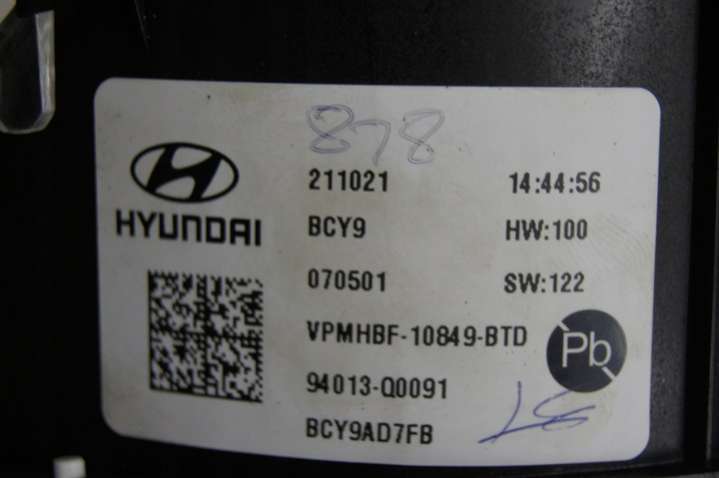 878
211021 14:44:56
HYUNDAI
BCY9 HW:100
070501 SW:122
VPMHBF-10849-BTD
Pb
94013-Q0091
BCY9AD7FB